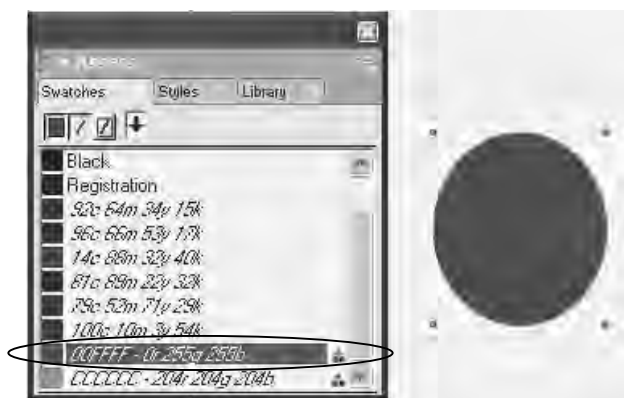 Swatches Styles Library
Black
Registration
92c 64m 34y 15k
96c 66m 53y 17k
14c 88m 32y 40k
81c 89m 22y 32k
79c 52m 71y 29k
100c 10m 3y 54k
00FFFF - 0r 255g 255b
CCCCCC - 204r 204g 204b